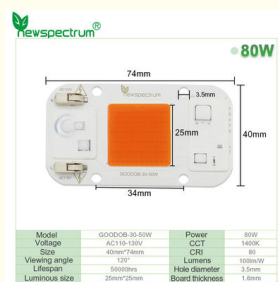 newspectrum®
80W
74mm
3.5mm
25mm
40mm
34mm
GOODOB-30-50W
Model GOODOB-30-50W Power 80W
Voltage AC110-130V CCT 1400K
Size 40mm*74mm CRI 80
Viewing angle 120° Lumens 100lm/W
Lifespan 50000hrs Hole diameter 3.5mm
Luminous size 25mm*25mm Board thickness 1.6mm